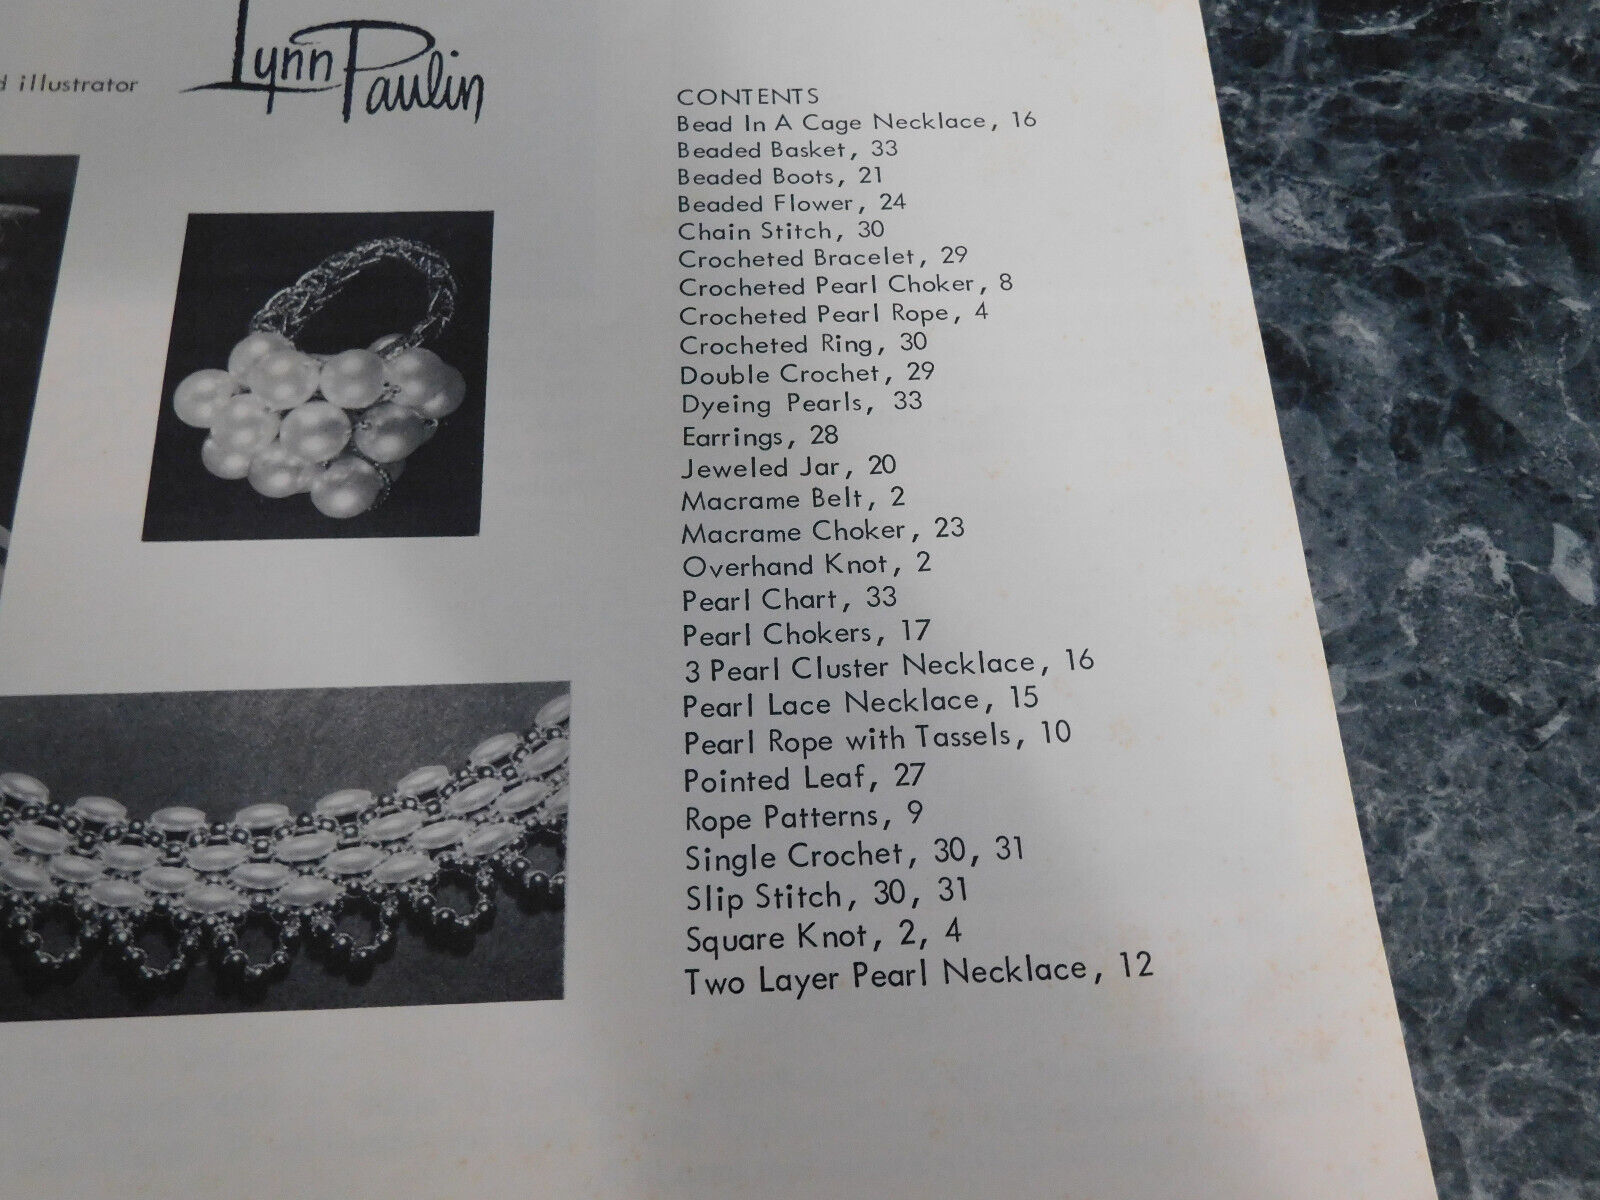 Lynn Paulin
illustrator
CONTENTS
Bead In A Cage Necklace, 16
Beaded Basket, 33
Beaded Boots, 21
Beaded Flower, 24
Chain Stitch, 30
Crocheted Bracelet, 29
Crocheted Pearl Choker, 8
Crocheted Pearl Rope, 4
Crocheted Ring, 30
Double Crochet, 29
Dyeing Pearls, 33
Earrings, 28
Jeweled Jar, 20
Macrame Belt, 2
Macrame Choker, 23
Overhand Knot, 2
Pearl Chart, 33
Pearl Chokers, 17
3 Pearl Cluster Necklace, 16
Pearl Lace Necklace, 15
Pearl Rope with Tassels, 10
Pointed Leaf, 27
Rope Patterns, 9
Single Crochet, 30, 31
Slip Stitch, 30, 31
Square Knot, 2, 4
Two Layer Pearl Necklace, 12